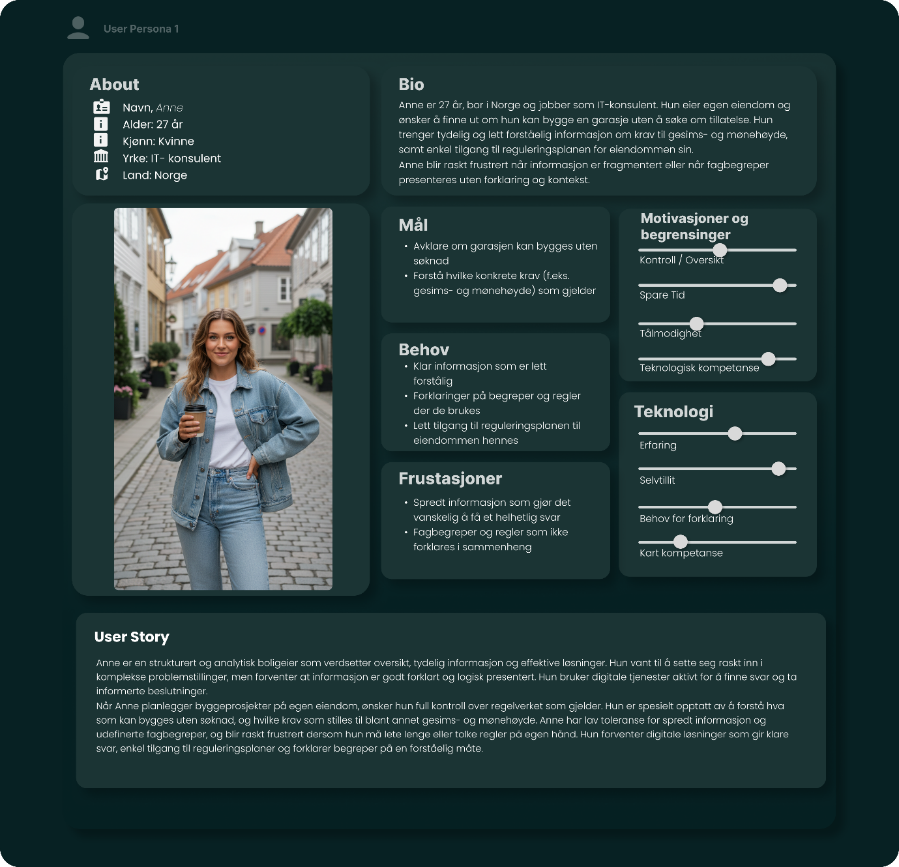 User Persona 1
About
Navn, Anne
Alder: 27 år
Kjønn: Kvinne
Yrke: IT- konsulent
Land: Norge
Bio
Anne er 27 år, bor i Norge og jobber som IT-konsulent. Hun eier egen eiendom og
ønsker å finne ut om hun kan bygge en garasje uten å søke om tillatelse. Hun
trenger tydelig og lett forståelig informasjon om krav til gesims- og mønehøyde,
samt enkel tilgang til reguleringsplanen for eiendommen sin.
Anne blir raskt frustrert når informasjon er fragmentert eller når fagbegreper
presenteres uten forklaring og kontekst.
Mål
• Avklare om garasjen kan bygges uten
søknad
• Forstå hvilke konkrete krav (f.eks.
gesims- og mønehøyde) som gjelder
Behov
• Klar informasjon som er lett
forstålig
• Forklaringer på begreper og regler
der de brukes
• Lett tilgang til reguleringsplanen til
eiendommen hennes
Frustasjoner
• Spredt informasjon som gjør det
vanskelig å få et helhetlig svar
• Fagbegreper og regler som ikke
forklares i sammenheng
Motivasjoner og
begrensinger
Kontroll / Oversikt
Spare Tid
Tålmodighet
Teknologisk kompetanse
Teknologi
Erfaring
Selvtillit
Behov for forklaring
Kart kompetanse
User Story
Anne er en strukturert og analytisk boligeier som verdsetter oversikt, tydelig informasjon og effektive løsninger. Hun vant til å sette seg raskt inn i
komplekse problemstillinger, men forventer at informasjon er godt forklart og logisk presentert. Hun bruker digitale tjenester aktivt for å finne svar og ta
informerte beslutninger.
Når Anne planlegger byggeprosjekter på egen eiendom, ønsker hun full kontroll over regelverket som gjelder. Hun er spesielt opptatt av å forstå hva
som kan bygges uten søknad, og hvilke krav som stilles til blant annet gesims- og mønehøyde. Anne har lav toleranse for spredt informasjon og
udefinerte fagbegreper, og blir raskt frustrert dersom hun må lete lenge eller tolke regler på egen hånd. Hun forventer digitale løsninger som gir klare
svar, enkel tilgang til reguleringsplaner og forklarer begreper på en forståelig måte.